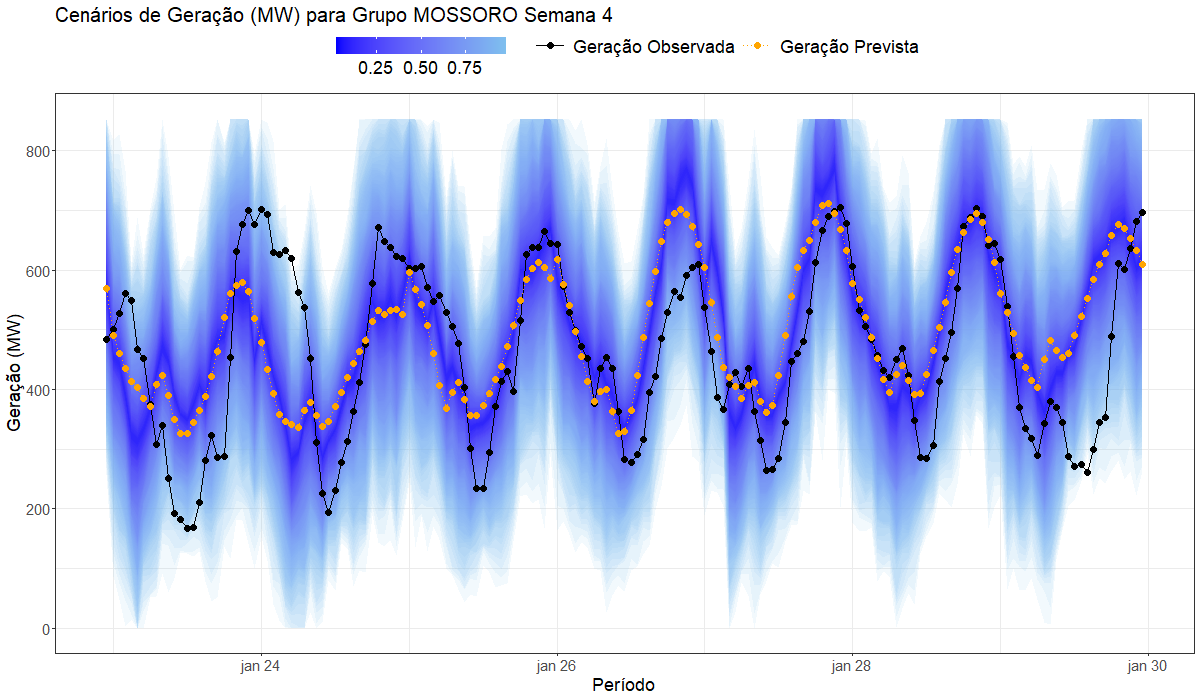 Cenários de Geração (MW) para Grupo MOSSORO Semana 4
0.25 0.50 0.75
Geração Observada
Geração Prevista
Geração (MW)
800
600
400
200
0
jan 24 jan 26 jan 28 jan 30
Período